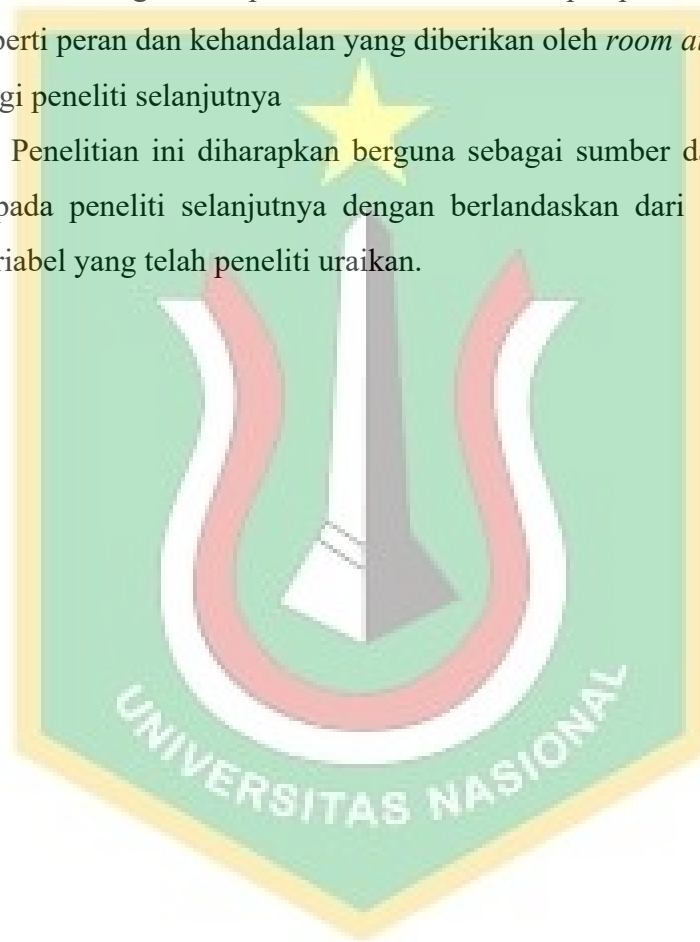 perti peran dan kehandalan yang diberikan oleh room
gi peneliti selanjutnya
Penelitian ini diharapkan berguna sebagai sumber
pada peneliti selanjutnya dengan berlandaskan dari
riabel yang telah peneliti uraikan.
UNIVERSITAS NASIONAL